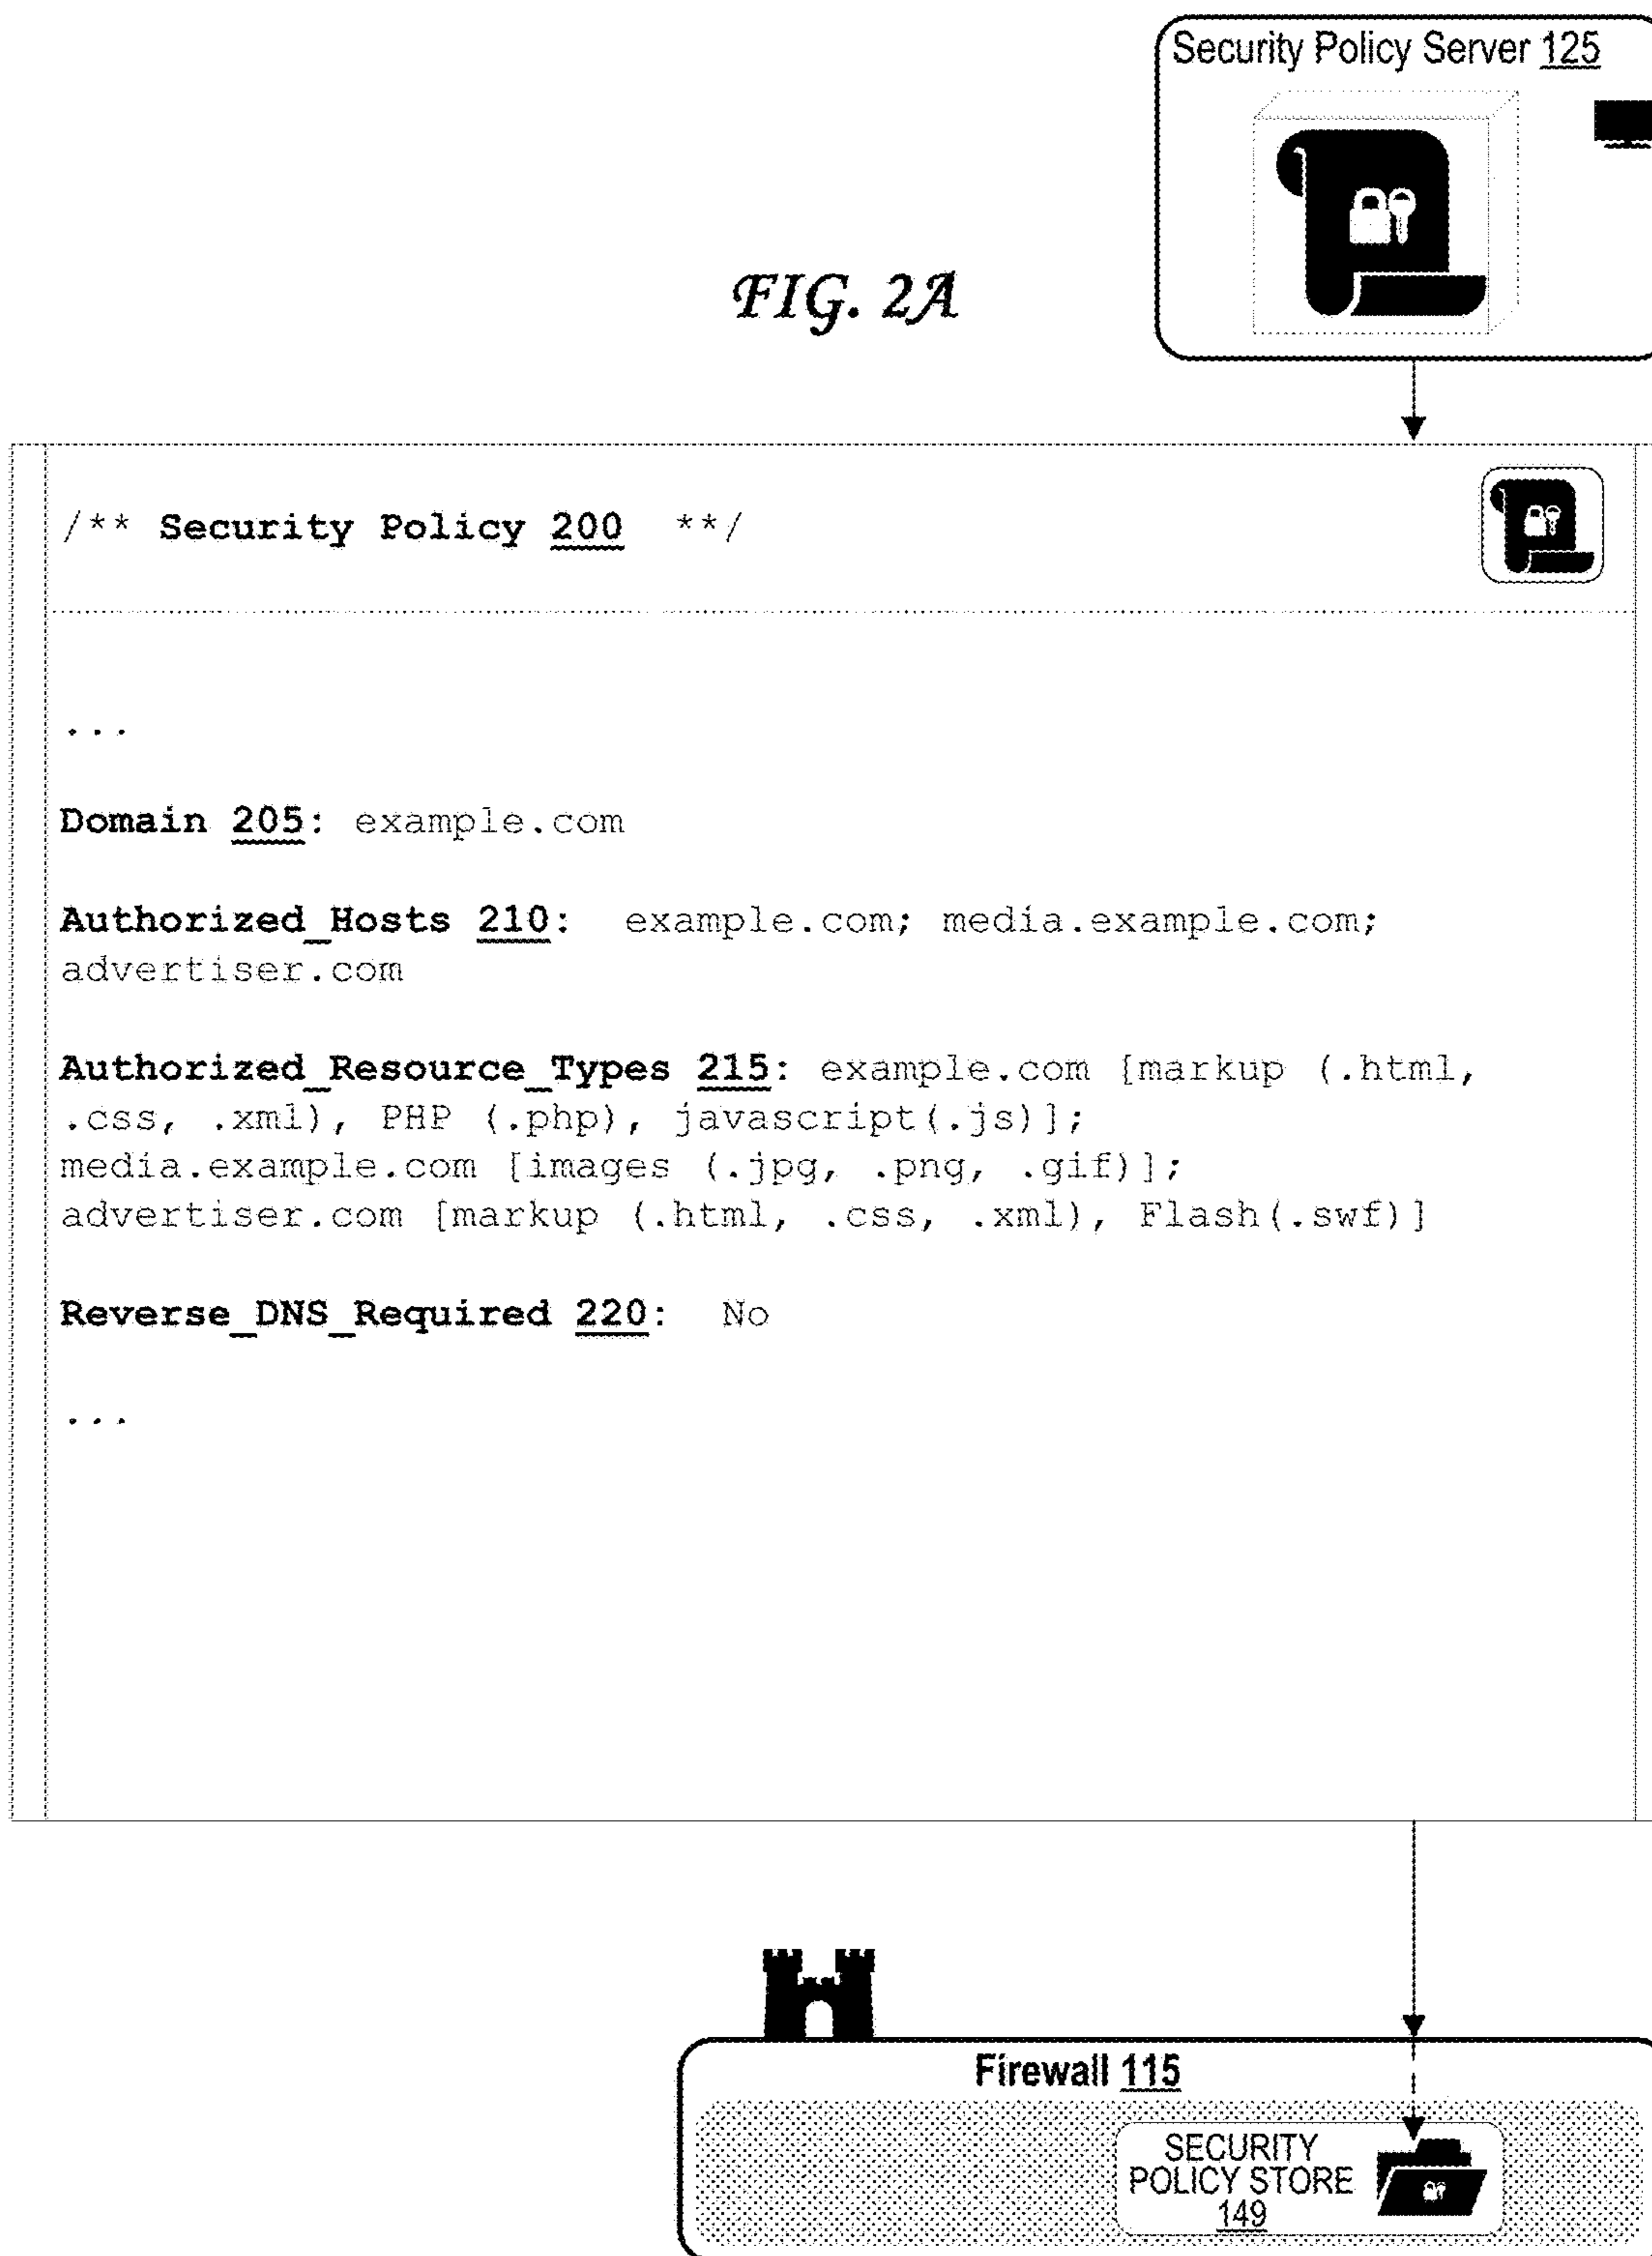 Security Policy Server 125
FIG. 2A
/** Security Policy 200 **/
...
Domain 205: example.com
Authorized_Hosts 210: example.com; media.example.com;
advertiser.com
Authorized_Resource_Types 215: example.com [markup (.html,
.css, .xml), PHP (.php), javascript(.js)];
media.example.com [images (.jpg, .png, .gif)];
advertiser.com [markup (.html, .css, .xml), Flash(.swf)]
Reverse_DNS_Required 220: No
...
Firewall 115
SECURITY
POLICY STORE
149